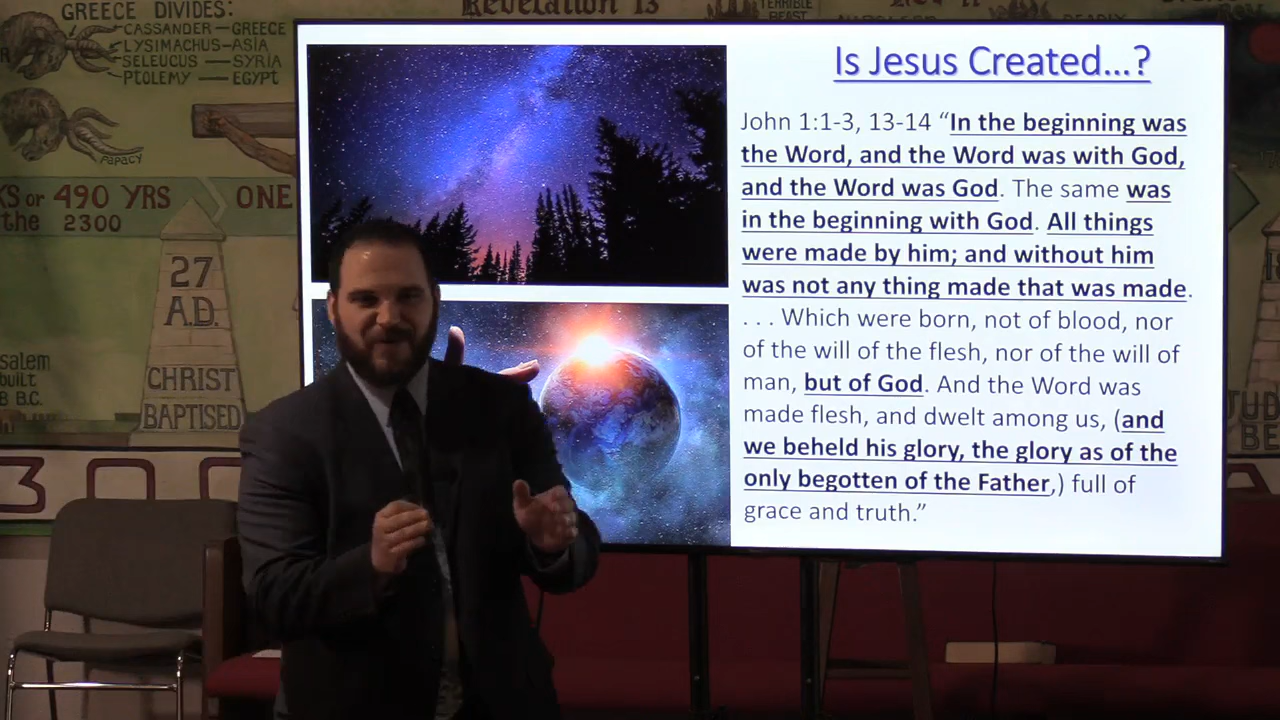 GREECE DIVIDES:
CASSANDER — GREECE
LYSIMACHUS — ASIA
SELEUCUS — SYRIA
PTOLEMY — EGYPT
PAPACY
KS or 490 YRS
the 2300
ONE
27
A.D.
CHRIST
BAPTISED
salem
built
B.C.
300
Revelation 13
TERRIBLE
BEAST
DEADLY
Is Jesus Created...?
John 1:1-3, 13-14 “In the beginning was
the Word, and the Word was with God,
and the Word was God. The same was
in the beginning with God. All things
were made by him; and without him
was not any thing made that was made.
. . . Which were born, not of blood, nor
of the will of the flesh, nor of the will of
man, but of God. And the Word was
made flesh, and dwelt among us, (and
we beheld his glory, the glory as of the
only begotten of the Father,) full of
grace and truth.”